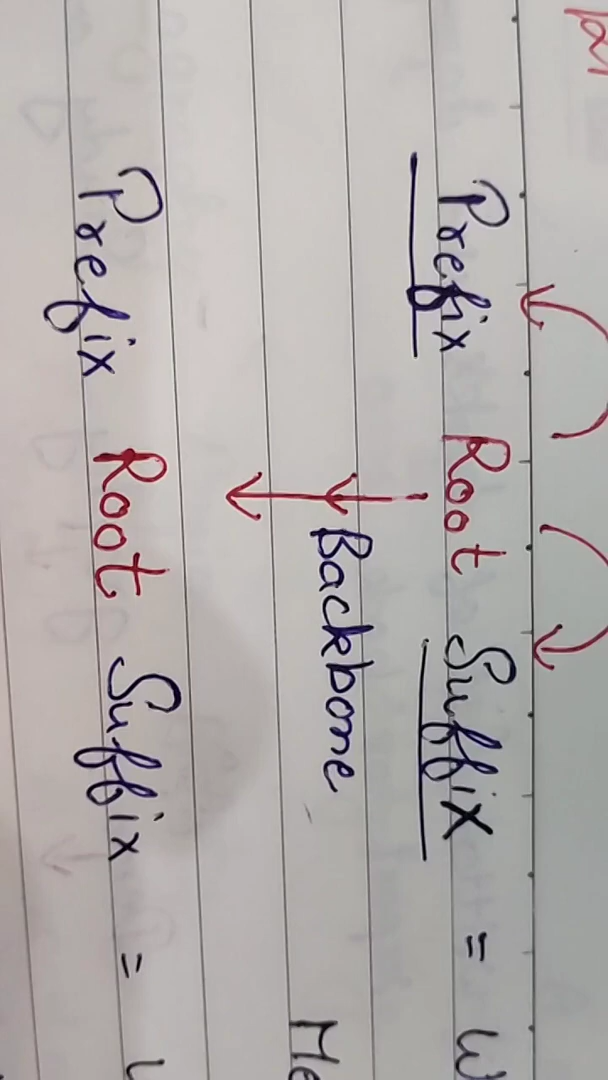 Prefix Root Suffix =
Backbone
Prefix Root Suffix =